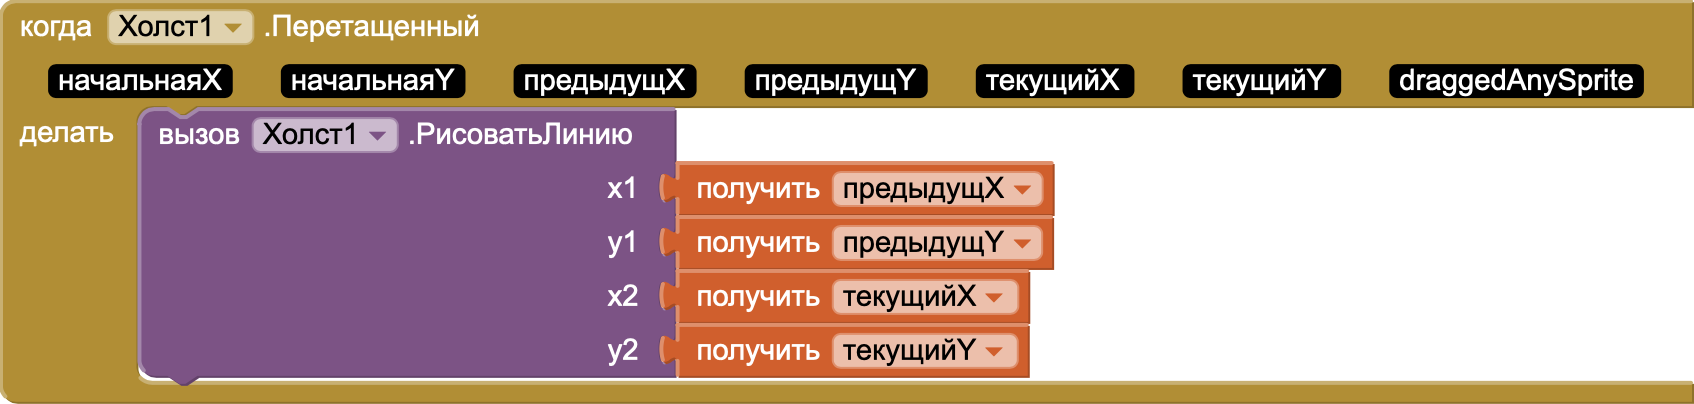 когда Холст1 .Перетащенный
начальнаяX начальнаяY предыдущX предыдущY текущийX текущийY draggedAnySprite
делать вызов Холст1 .РисоватьЛинию
x1 получить предыдущX
y1 получить предыдущY
x2 получить текущийX
y2 получить текущийY